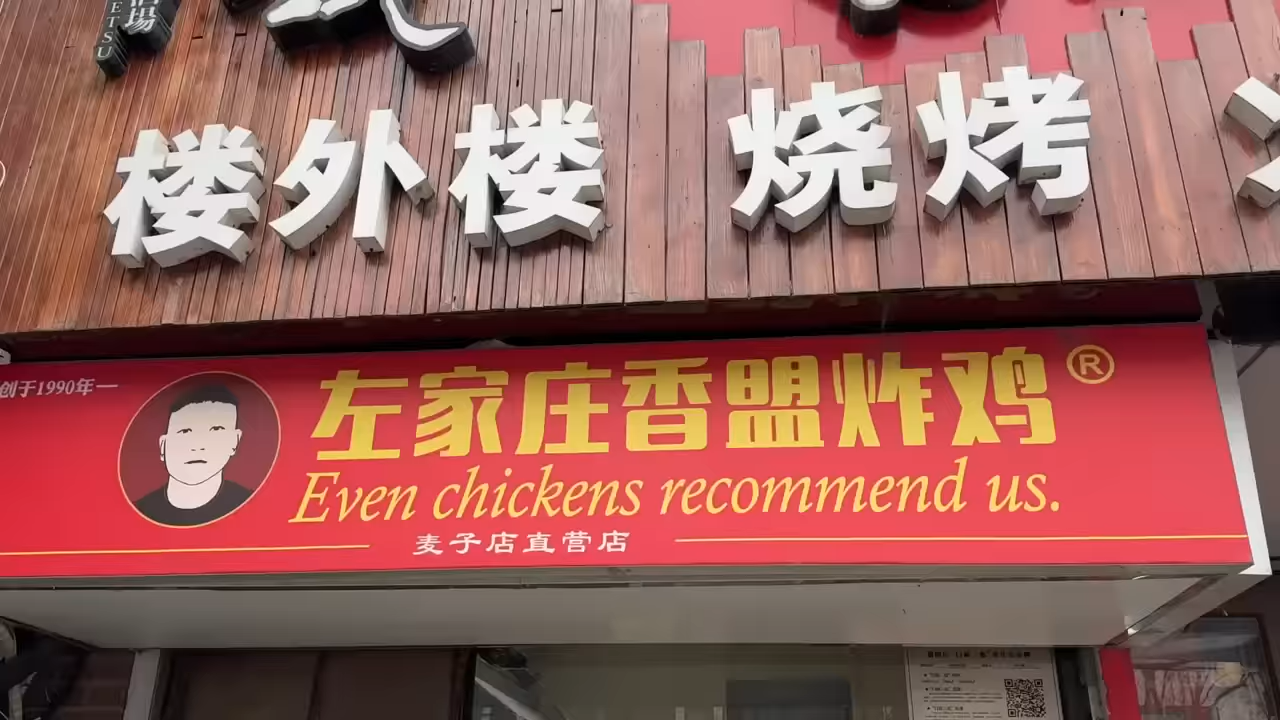 ETSU
楼外楼 烧烤
创于1990年一
左家庄香盟炸鸡®
Even chickens recommend us.
麦子店直营店